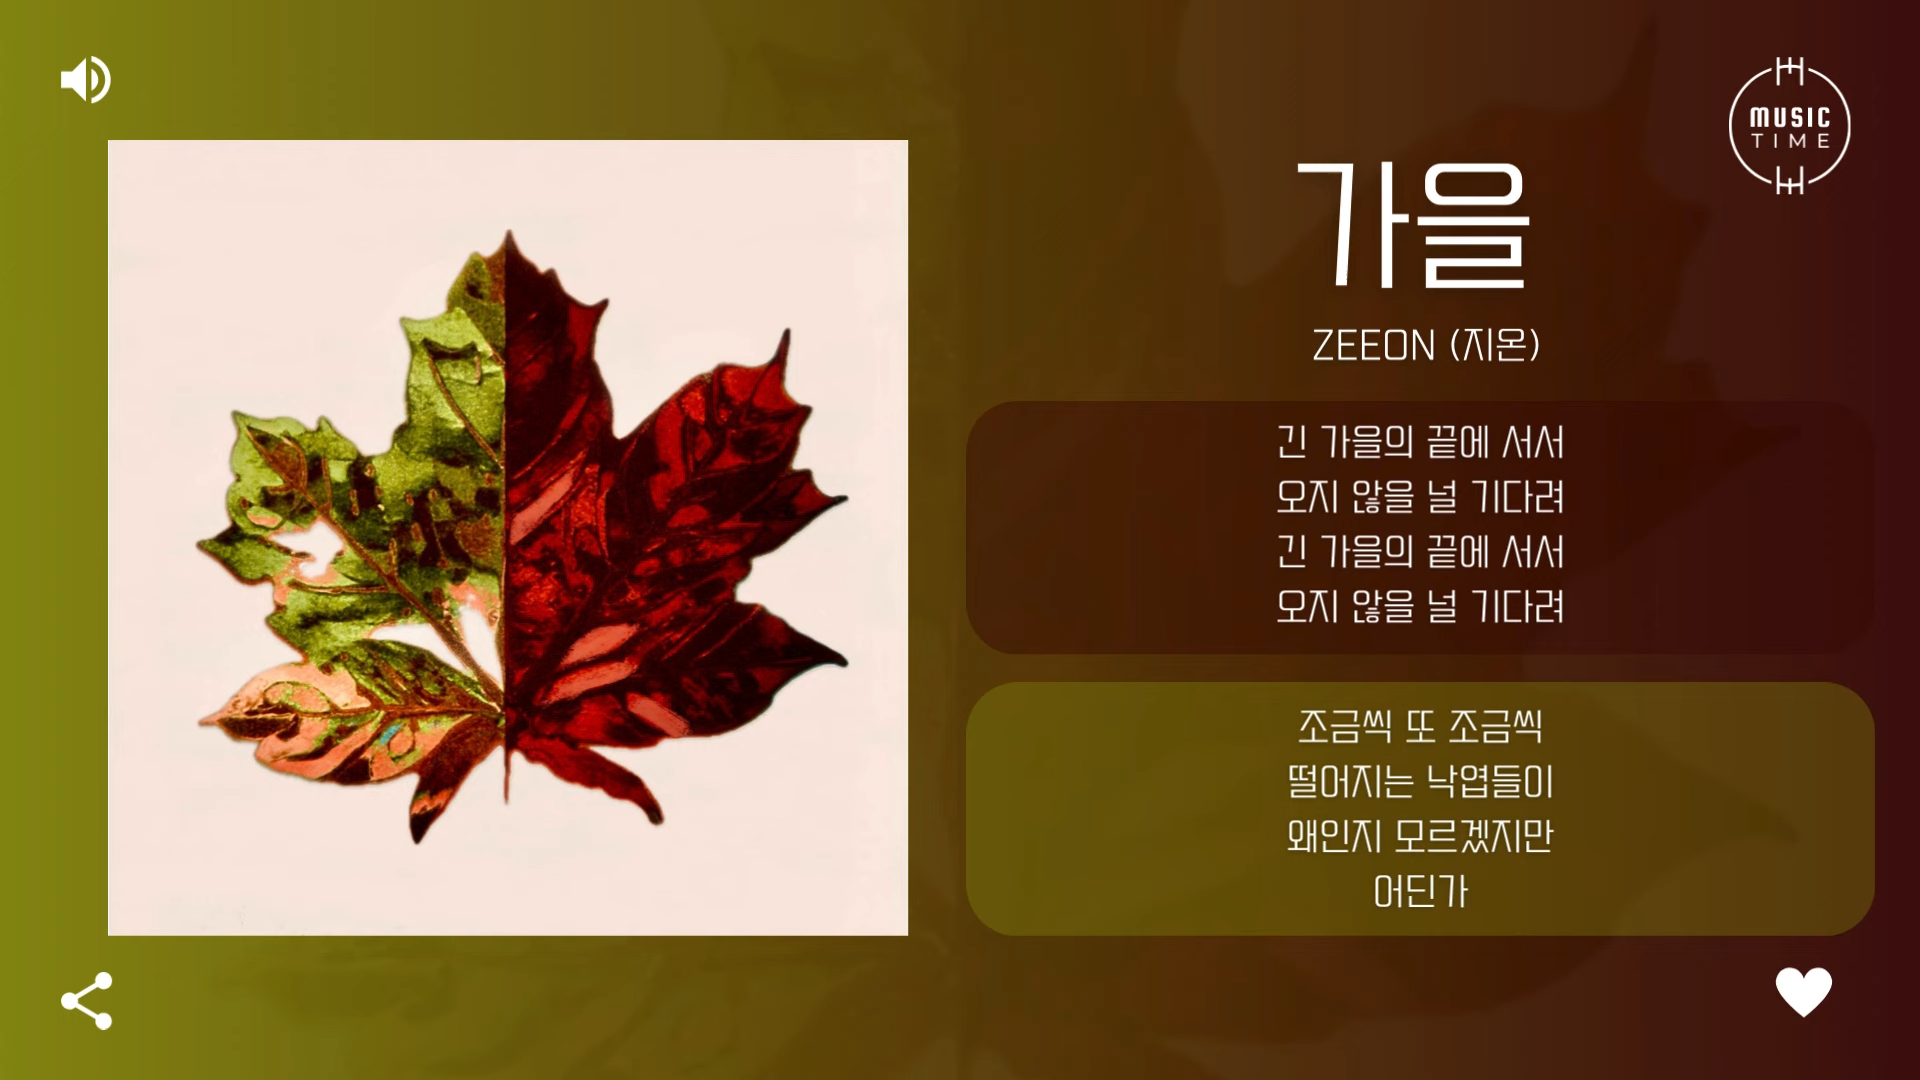 MUSIC
TIME
가을
ZEEON (지온)
긴 가을의 끝에 서서
오지 않을 널 기다려
긴 가을의 끝에 서서
오지 않을 널 기다려
조금씩 또 조금씩
떨어지는 낙엽들이
왜인지 모르겠지만
어딘가